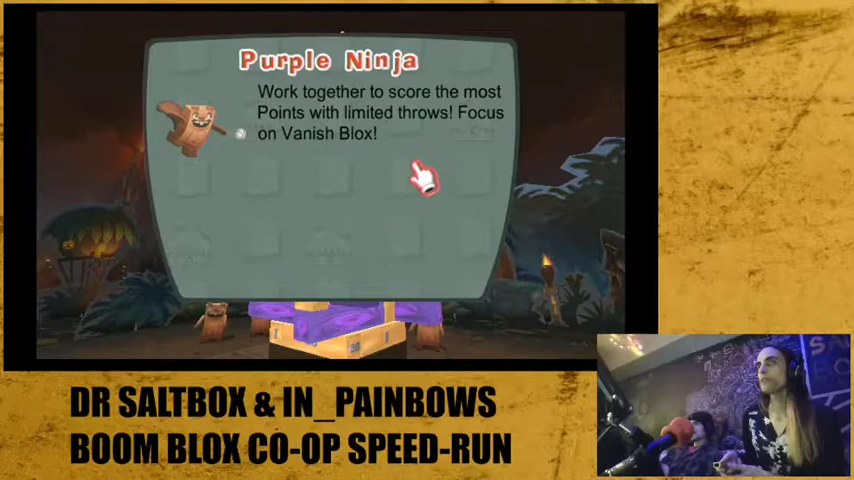 Purple Ninja
Work together to score the most
Points with limited throws! Focus
on Vanish Blox!
DR SALTBOX & IN_PAINBOWS
BOOM BLOX CO-OP SPEED-RUN